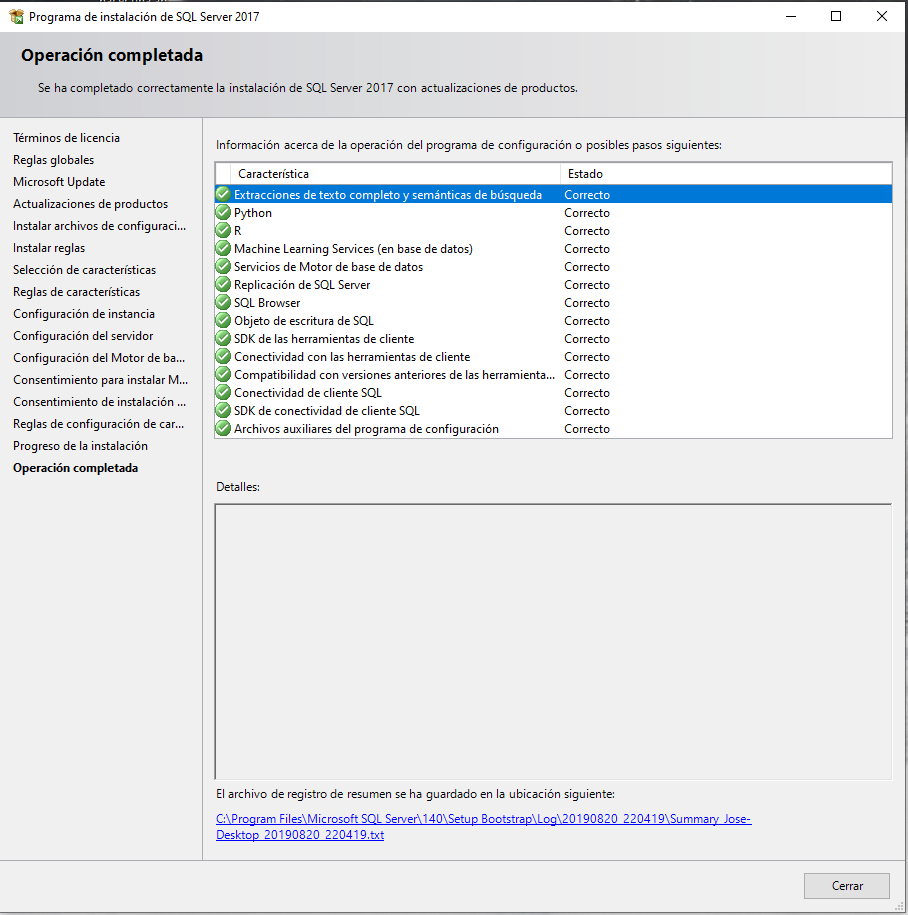 Programa de instalación de SQL Server 2017
Operación completada
Se ha completado correctamente la instalación de SQL Server 2017 con actualizaciones de productos.
Términos de licencia
Reglas globales
Microsoft Update
Actualizaciones de productos
Instalar archivos de configuraci...
Instalar reglas
Selección de características
Reglas de características
Configuración de instancia
Configuración del servidor
Configuración del Motor de ba...
Consentimiento para instalar M...
Consentimiento de instalación ...
Reglas de configuración de car...
Progreso de la instalación
Operación completada
Información acerca de la operación del programa de configuración o posibles pasos siguientes:
Característica Estado
Extracciones de texto completo y semánticas de búsqueda Correcto
Python Correcto
R Correcto
Machine Learning Services (en base de datos) Correcto
Servicios de Motor de base de datos Correcto
Replicación de SQL Server Correcto
SQL Browser Correcto
Objeto de escritura de SQL Correcto
SDK de las herramientas de cliente Correcto
Conectividad con las herramientas de cliente Correcto
Compatibilidad con versiones anteriores de las herramienta... Correcto
Conectividad de cliente SQL Correcto
SDK de conectividad de cliente SQL Correcto
Archivos auxiliares del programa de configuración Correcto
Detalles:
El archivo de registro de resumen se ha guardado en la ubicación siguiente:
C:\Program Files\Microsoft SQL Server\140\Setup Bootstrap\Log\20190820_220419\Summary_Jose-
Desktop_20190820_220419.txt
Cerrar